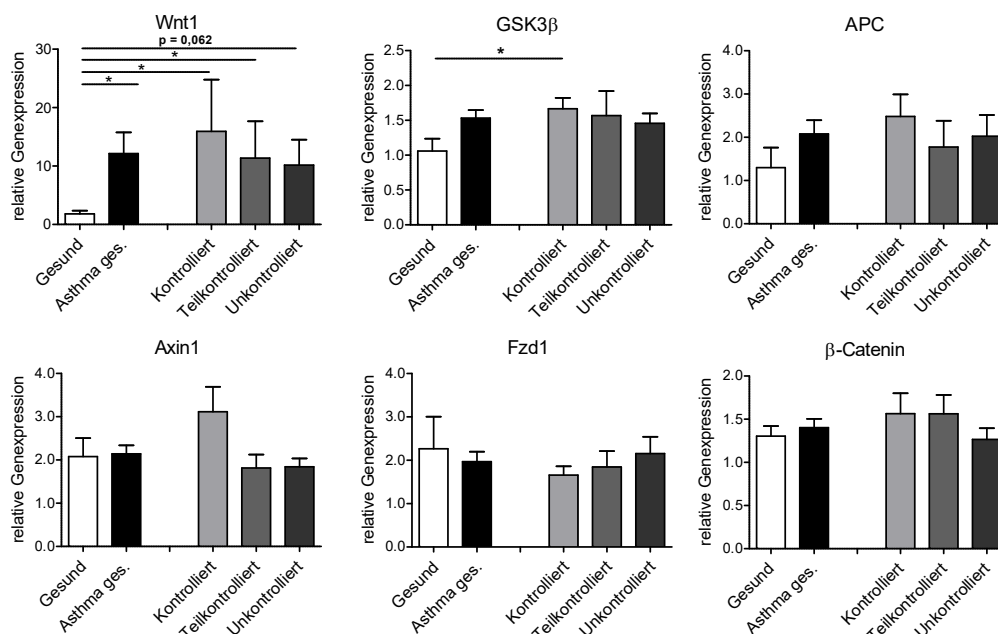 Wnt1
relative Genexpression
30
20
10
0
p = 0,062
*
*
*
Gesund
Asthma ges.
Kontrolliert
Teilkontrolliert
Unkontrolliert
GSK3β
relative Genexpression
2.5
2.0
1.5
1.0
0.5
0.0
*
Gesund
Asthma ges.
Kontrolliert
Teilkontrolliert
Unkontrolliert
APC
relative Genexpression
4.0
3.0
2.0
1.0
0.0
Gesund
Asthma ges.
Kontrolliert
Teilkontrolliert
Unkontrolliert
Axin1
relative Genexpression
4.0
3.0
2.0
1.0
0.0
Gesund
Asthma ges.
Kontrolliert
Teilkontrolliert
Unkontrolliert
Fzd1
relative Genexpression
4.0
3.0
2.0
1.0
0.0
Gesund
Asthma ges.
Kontrolliert
Teilkontrolliert
Unkontrolliert
β-Catenin
relative Genexpression
2.0
1.5
1.0
0.5
0.0
Gesund
Asthma ges.
Kontrolliert
Teilkontrolliert
Unkontrolliert